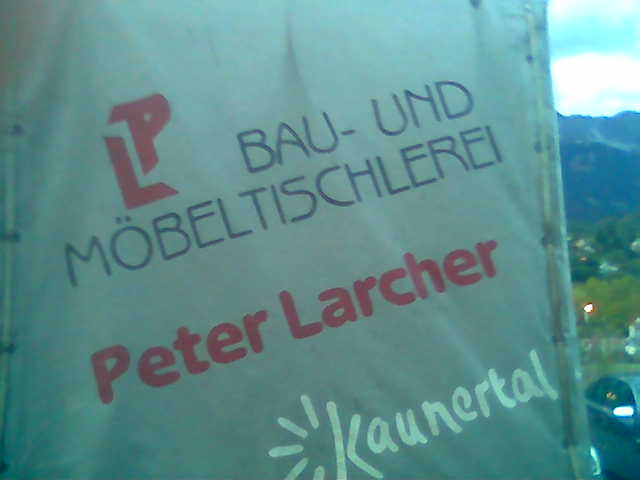 LP
BAU- UND
MÖBELTISCHLEREI
Peter Larcher
Kaunertal